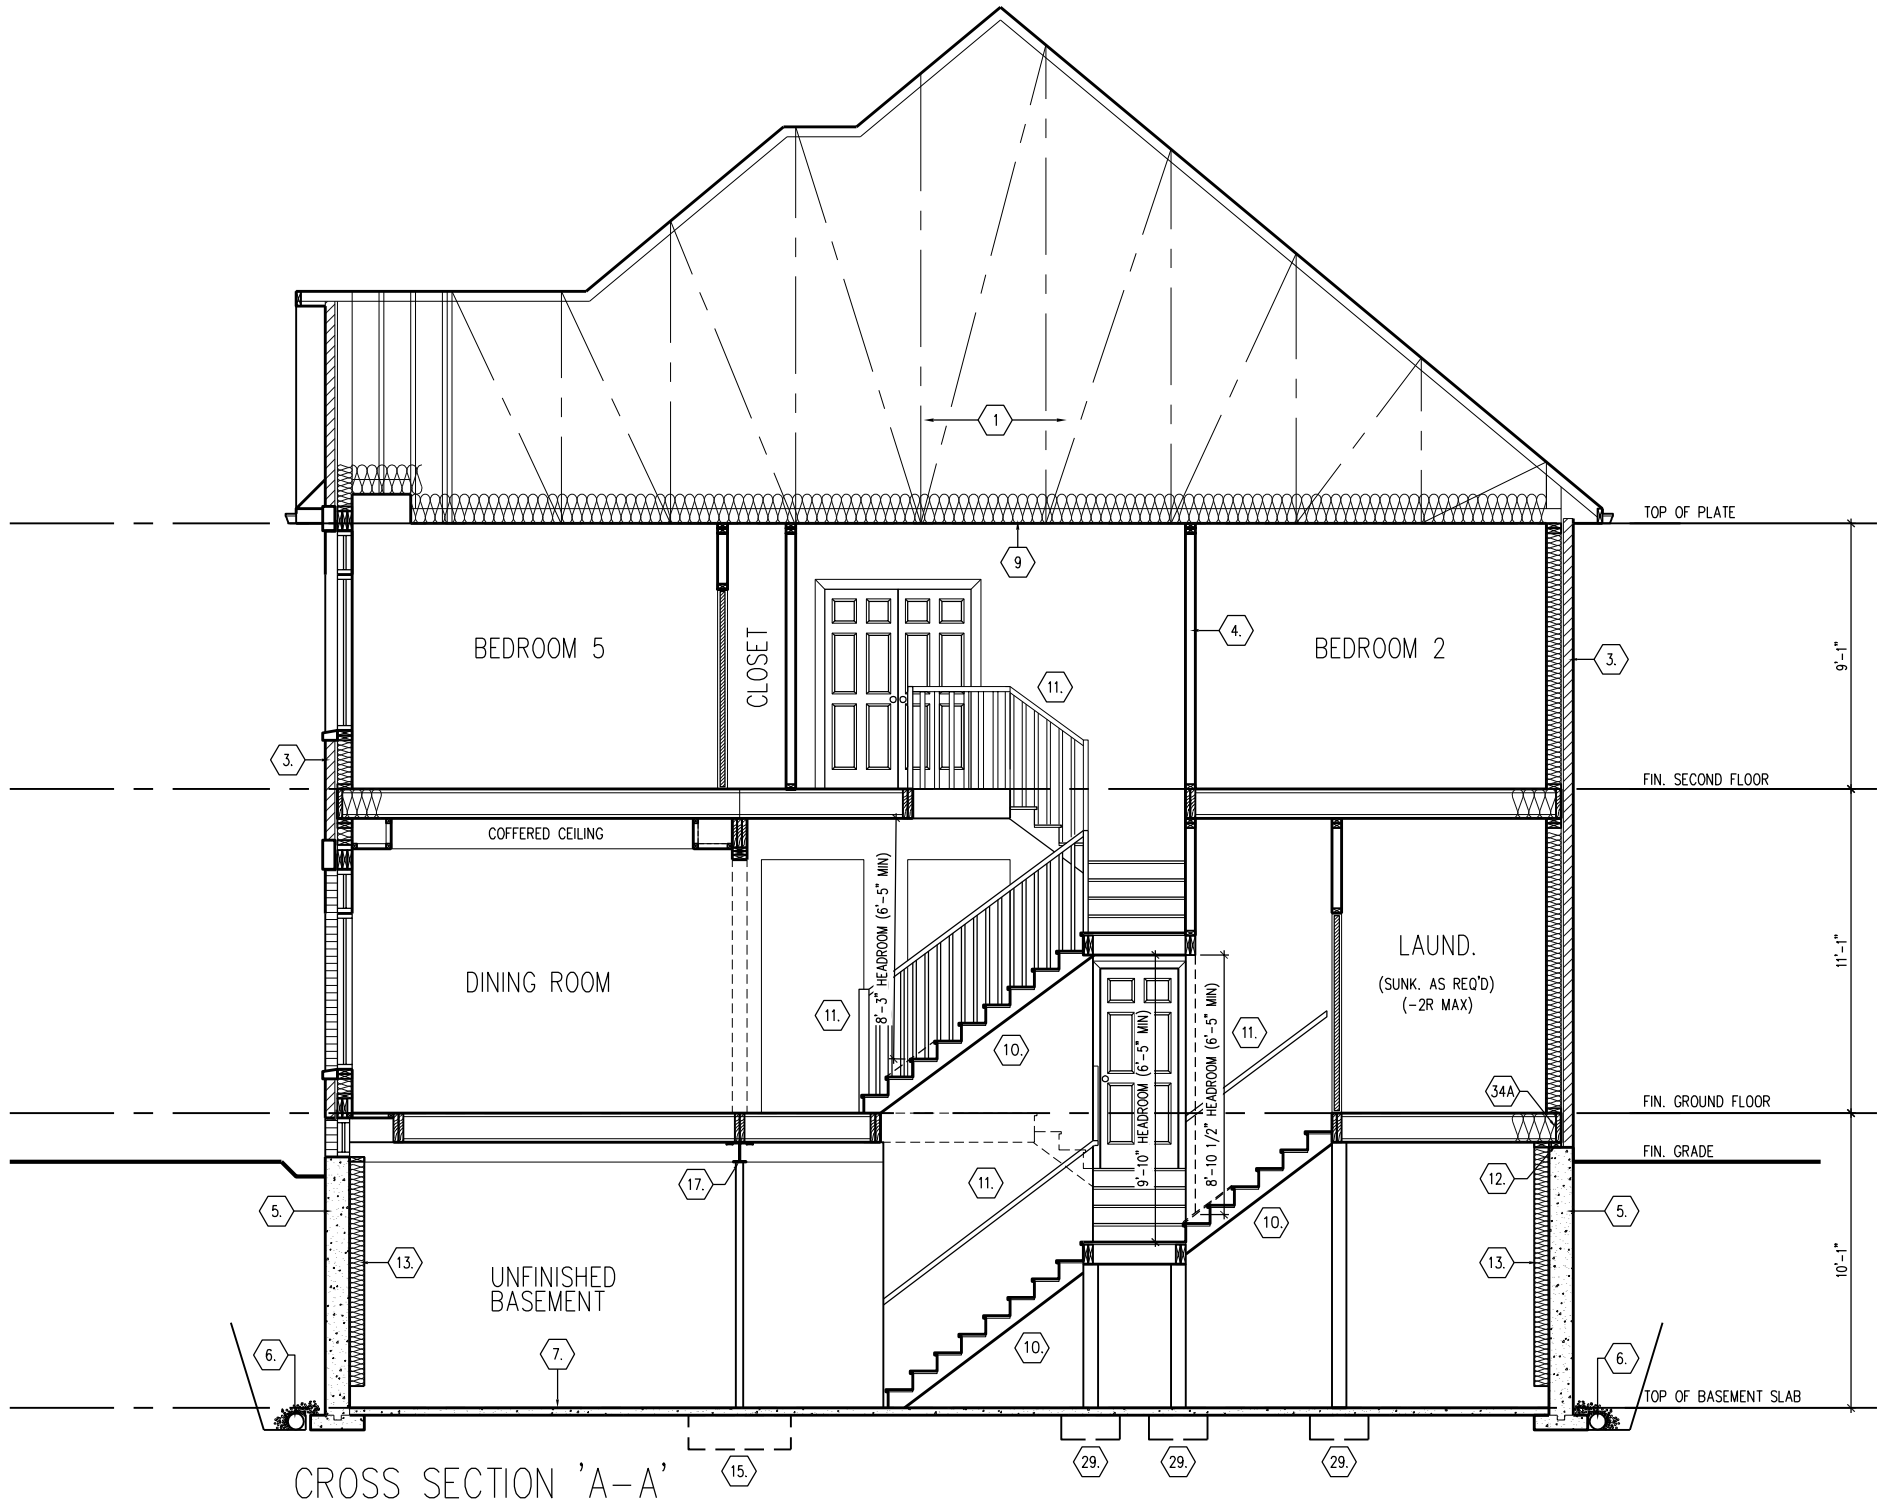 1
TOP OF PLATE
9
4.
BEDROOM 5
CLOSET
BEDROOM 2
3.
9'-1"
11.
3.
FIN. SECOND FLOOR
COFFERED CEILING
8'-3" HEADROOM (6'-5" MIN)
DINING ROOM
LAUND.
(SUNK. AS REQ'D)
(-2R MAX)
11'-1"
11.
10.
9'-10" HEADROOM (6'-5" MIN)
8'-10 1/2" HEADROOM (6'-5" MIN)
11.
34A
FIN. GROUND FLOOR
FIN. GRADE
17.
11.
12.
5.
10.
5.
13.
UNFINISHED
BASEMENT
13.
10'-1"
6.
7.
10.
6.
TOP OF BASEMENT SLAB
15.
29.
29.
29.
CROSS SECTION 'A-A'